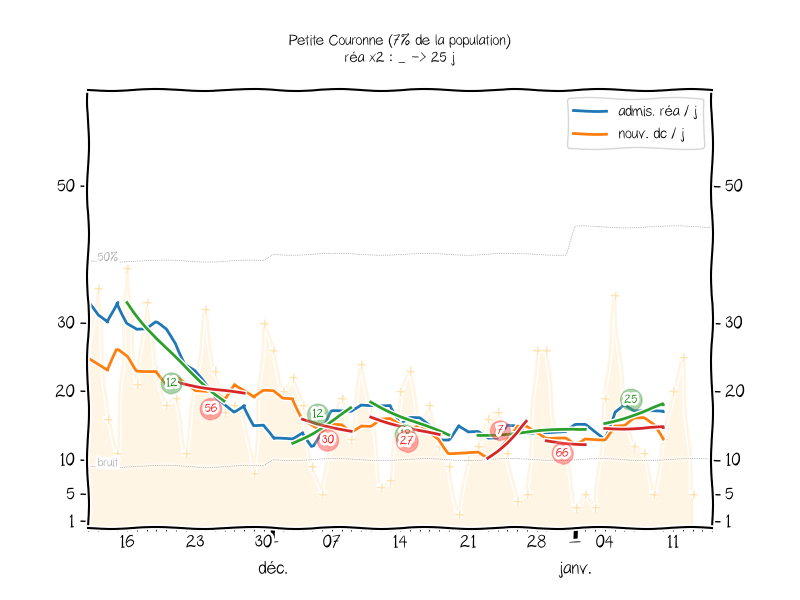 Petite Couronne (7% de la population)
réa x2 : _ -> 25 j
admis. réa / j
nouv. dc / j
50 50
50%
30 30
25
20 20
12
12
56
7
30
27
66
bruit
10 10
5 5
1 1
16 23 30 07 14 21 28 04 11
déc. janv.